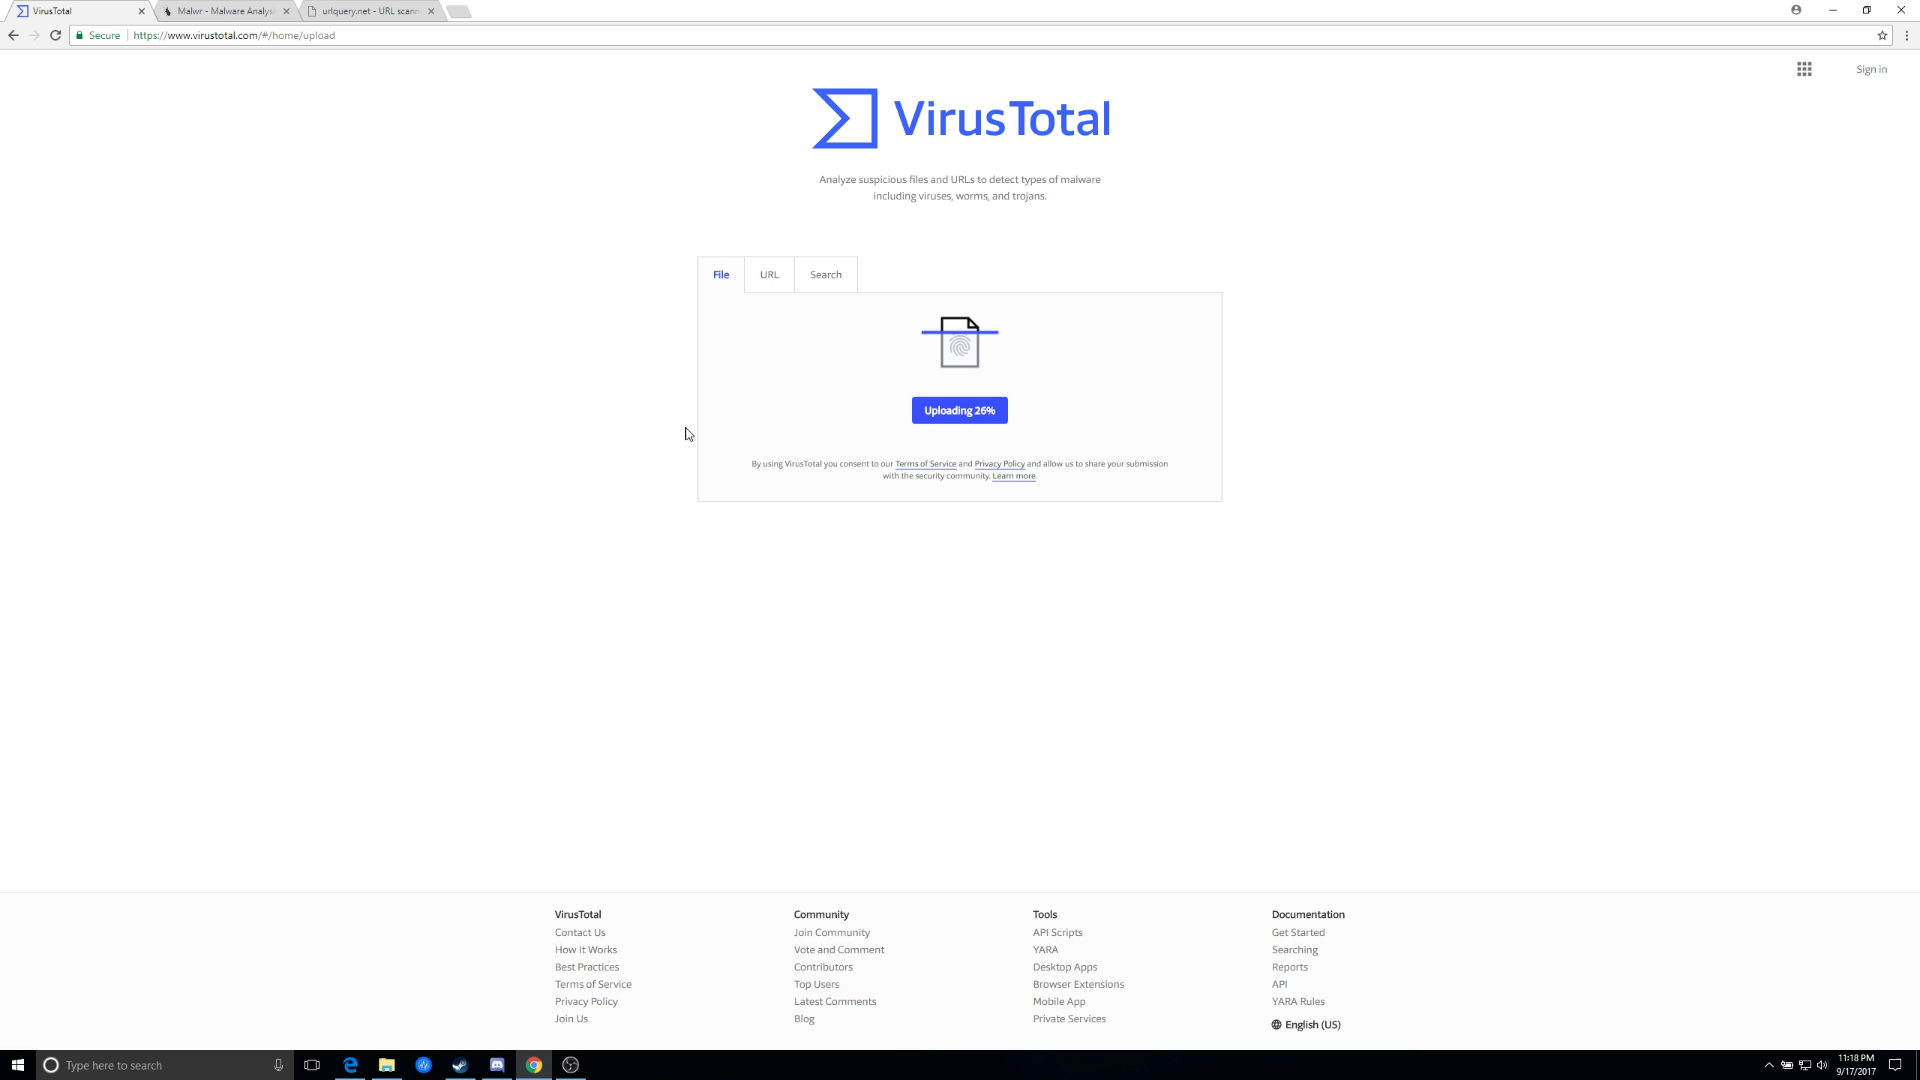 VirusTotal
Malwr - Malware Analys
urlquery.net - URL scann
Secure
https://www.virustotal.com/#/home/upload
Sign in
VirusTotal
Analyze suspicious files and URLs to detect types of malware
including viruses, worms, and trojans.
File
URL
Search
Uploading 26%
By using VirusTotal you consent to our Terms of Service and Privacy Policy and allow us to share your submission
with the security community. Learn more.
VirusTotal
Contact Us
How It Works
Best Practices
Terms of Service
Privacy Policy
Join Us
Community
Join Community
Vote and Comment
Contributors
Top Users
Latest Comments
Blog
Tools
API Scripts
YARA
Desktop Apps
Browser Extensions
Mobile App
Private Services
Documentation
Get Started
Searching
Reports
API
YARA Rules
English (US)
Type here to search
11:18 PM
9/17/2017